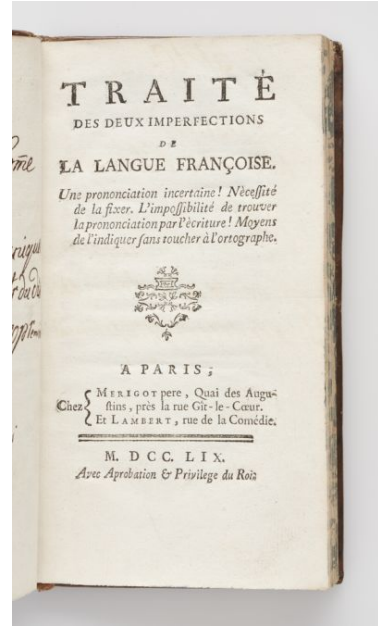 TRAITÉ
DES DEUX IMPERFECTIONS
DE
LA LANGUE FRANÇOISE.
Une prononciation incertaine! Nècessité
de la fixer. L'impossibilité de trouver
la prononciation par l'ècriture! Moyens
de l'indiquer sans toucher à l'ortographe.
A PARIS;
Chez
MERIGOT pere, Quai des Augu-
stins, près la rue Gît-le-Cœur.
Et LAMBERT, rue de la Comédie.
M. DCC. LIX.
Avec Aprobation & Privilege du Roi: